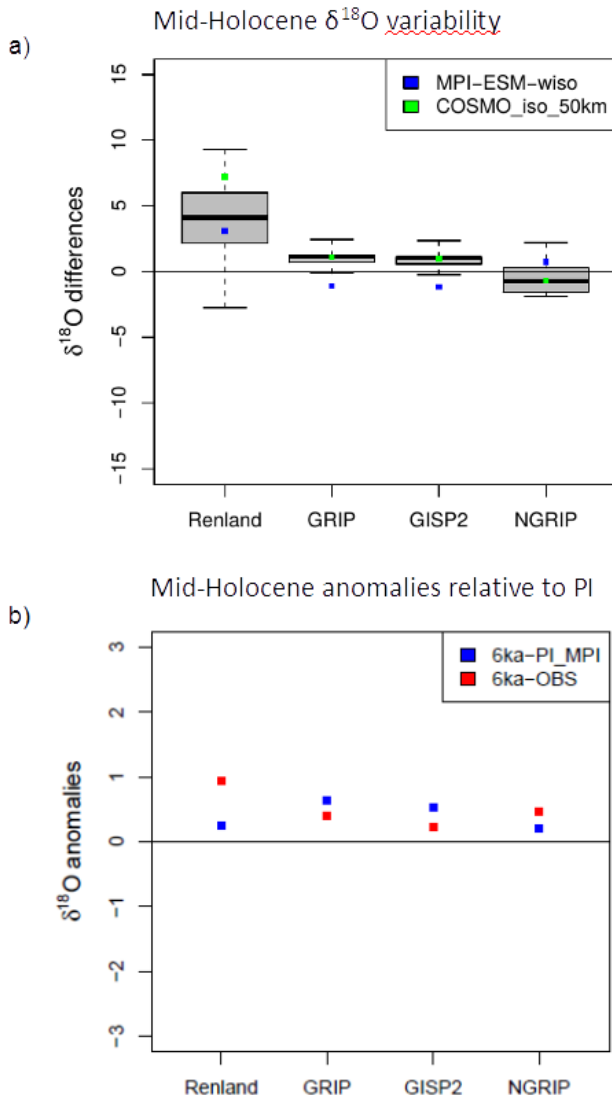 Mid-Holocene δ¹⁸O variability
a)
15
10
5
0
−5
−10
−15
δ¹⁸O differences
MPI−ESM−wiso
COSMO_iso_50km
Renland GRIP GISP2 NGRIP
Mid-Holocene anomalies relative to PI
b)
3
2
1
0
−1
−2
−3
δ¹⁸O anomalies
6ka−PI_MPI
6ka−OBS
Renland GRIP GISP2 NGRIP